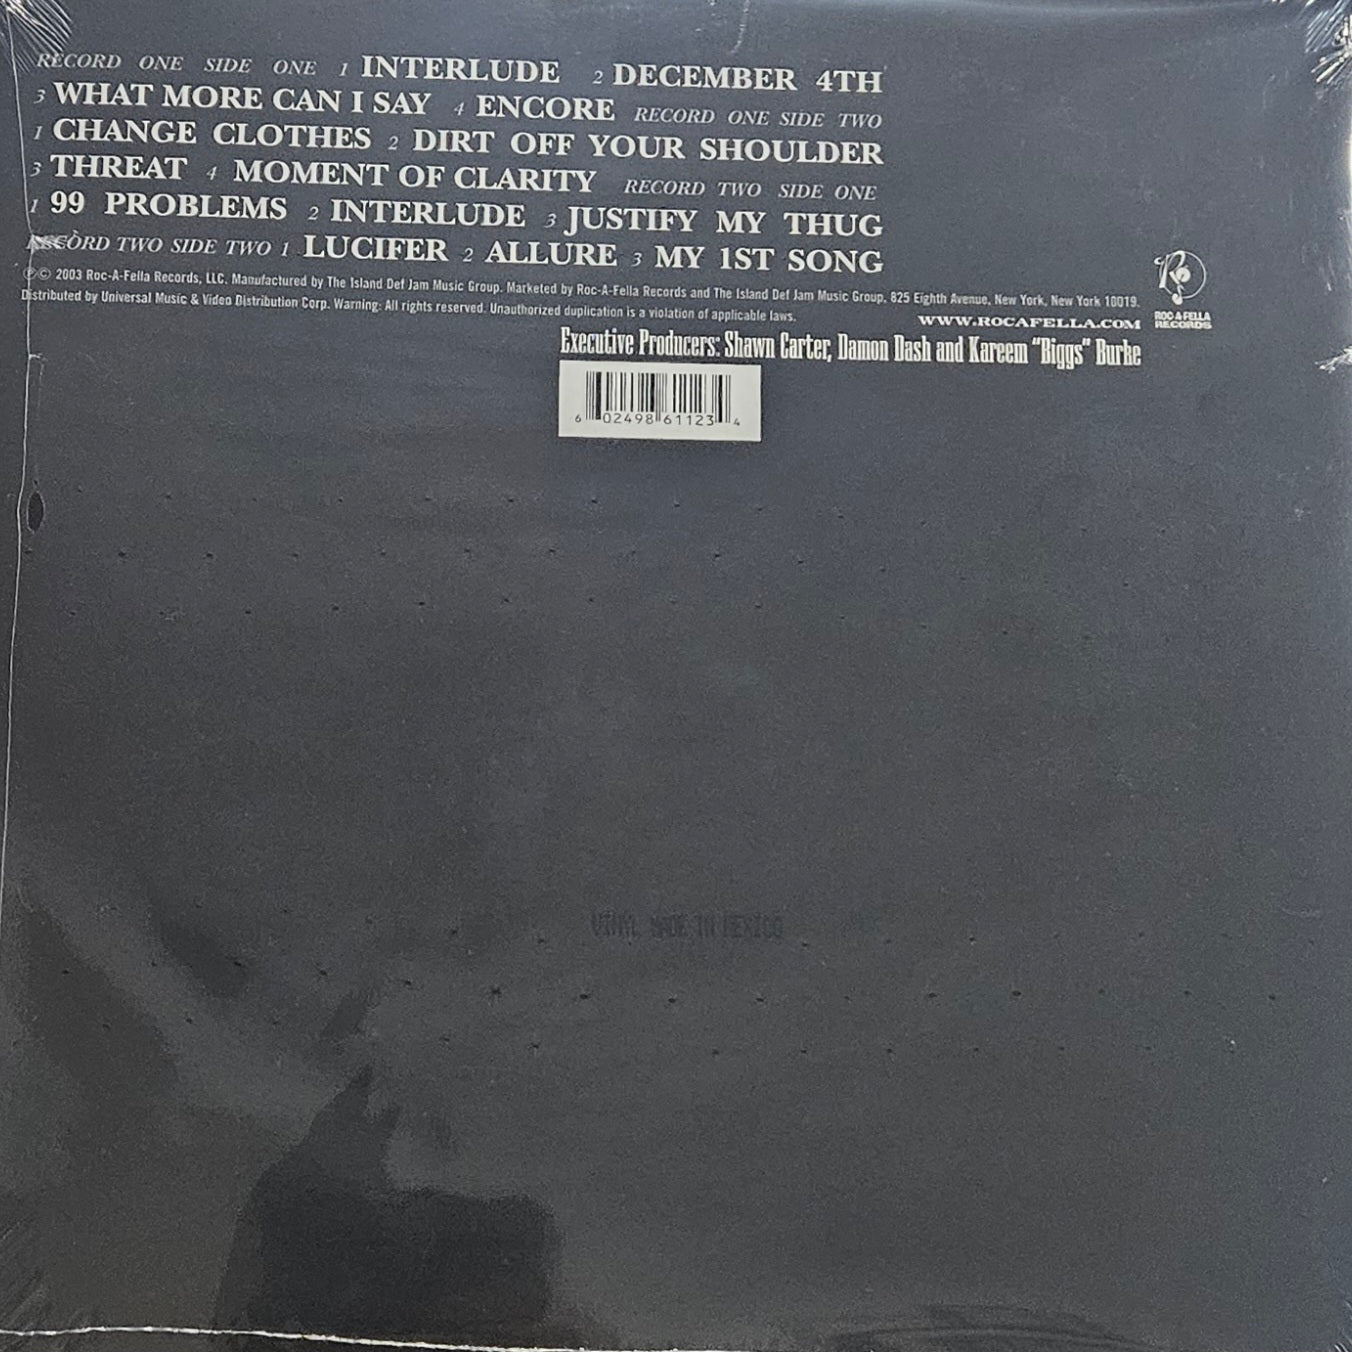 RECORD ONE SIDE ONE 1 INTERLUDE 2 DECEMBER 4TH
3 WHAT MORE CAN I SAY 4 ENCORE RECORD ONE SIDE TWO
1 CHANGE CLOTHES 2 DIRT OFF YOUR SHOULDER
3 THREAT 4 MOMENT OF CLARITY RECORD TWO SIDE ONE
1 99 PROBLEMS 2 INTERLUDE 3 JUSTIFY MY THUG
RECORD TWO SIDE TWO 1 LUCIFER 2 ALLURE 3 MY 1ST SONG
℗© 2003 Roc-A-Fella Records, LLC. Manufactured by The Island Def Jam Music Group. Marketed by Roc-A-Fella Records and The Island Def Jam Music Group, 825 Eighth Avenue, New York, New York 10019.
Distributed by Universal Music & Video Distribution Corp. Warning: All rights reserved. Unauthorized duplication is a violation of applicable laws.
WWW.ROCAFELLA.COM
ROC A FELLA
RECORDS
Executive Producers: Shawn Carter, Damon Dash and Kareem "Biggs" Burke
6 02498 61123 4
VINYL MADE IN MEXICO